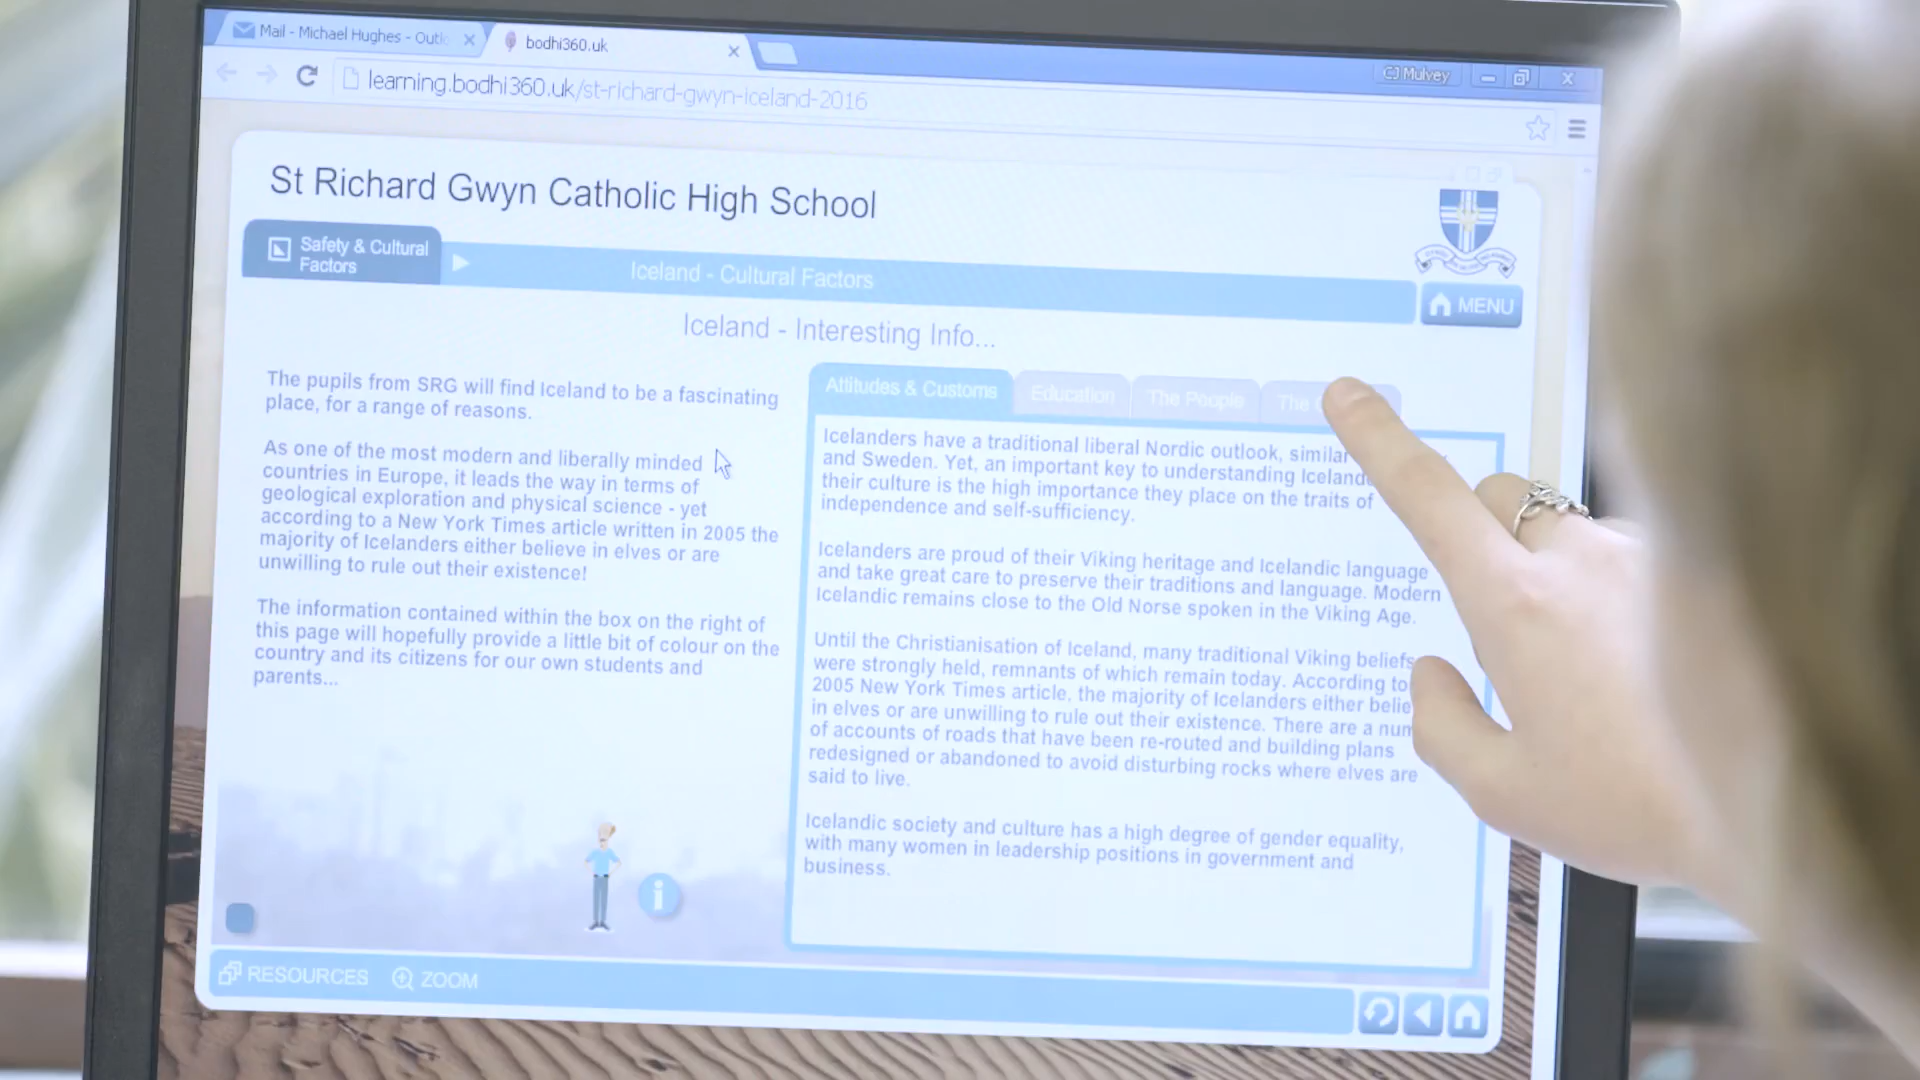 Mail - Michael Hughes - Outlo
bodhi360.uk
CJ Mulvey
learning.bodhi360.uk/st-richard-gwyn-iceland-2016
St Richard Gwyn Catholic High School
Safety & Cultural
Factors
Iceland - Cultural Factors
MENU
Iceland - Interesting Info...
The pupils from SRG will find Iceland to be a fascinating
place, for a range of reasons.
As one of the most modern and liberally minded
countries in Europe, it leads the way in terms of
geological exploration and physical science - yet
according to a New York Times article written in 2005 the
majority of Icelanders either believe in elves or are
unwilling to rule out their existence!
The information contained within the box on the right of
this page will hopefully provide a little bit of colour on the
country and its citizens for our own students and
parents...
Attitudes & Customs
Education
The People
The
Icelanders have a traditional liberal Nordic outlook, similar
and Sweden. Yet, an important key to understanding Iceland
their culture is the high importance they place on the traits of
independence and self-sufficiency.
Icelanders are proud of their Viking heritage and Icelandic language
and take great care to preserve their traditions and language. Modern
Icelandic remains close to the Old Norse spoken in the Viking Age.
Until the Christianisation of Iceland, many traditional Viking beliefs
were strongly held, remnants of which remain today. According to
2005 New York Times article, the majority of Icelanders either belie
in elves or are unwilling to rule out their existence. There are a num
of accounts of roads that have been re-routed and building plans
redesigned or abandoned to avoid disturbing rocks where elves are
said to live.
Icelandic society and culture has a high degree of gender equality,
with many women in leadership positions in government and
business.
i
RESOURCES
ZOOM